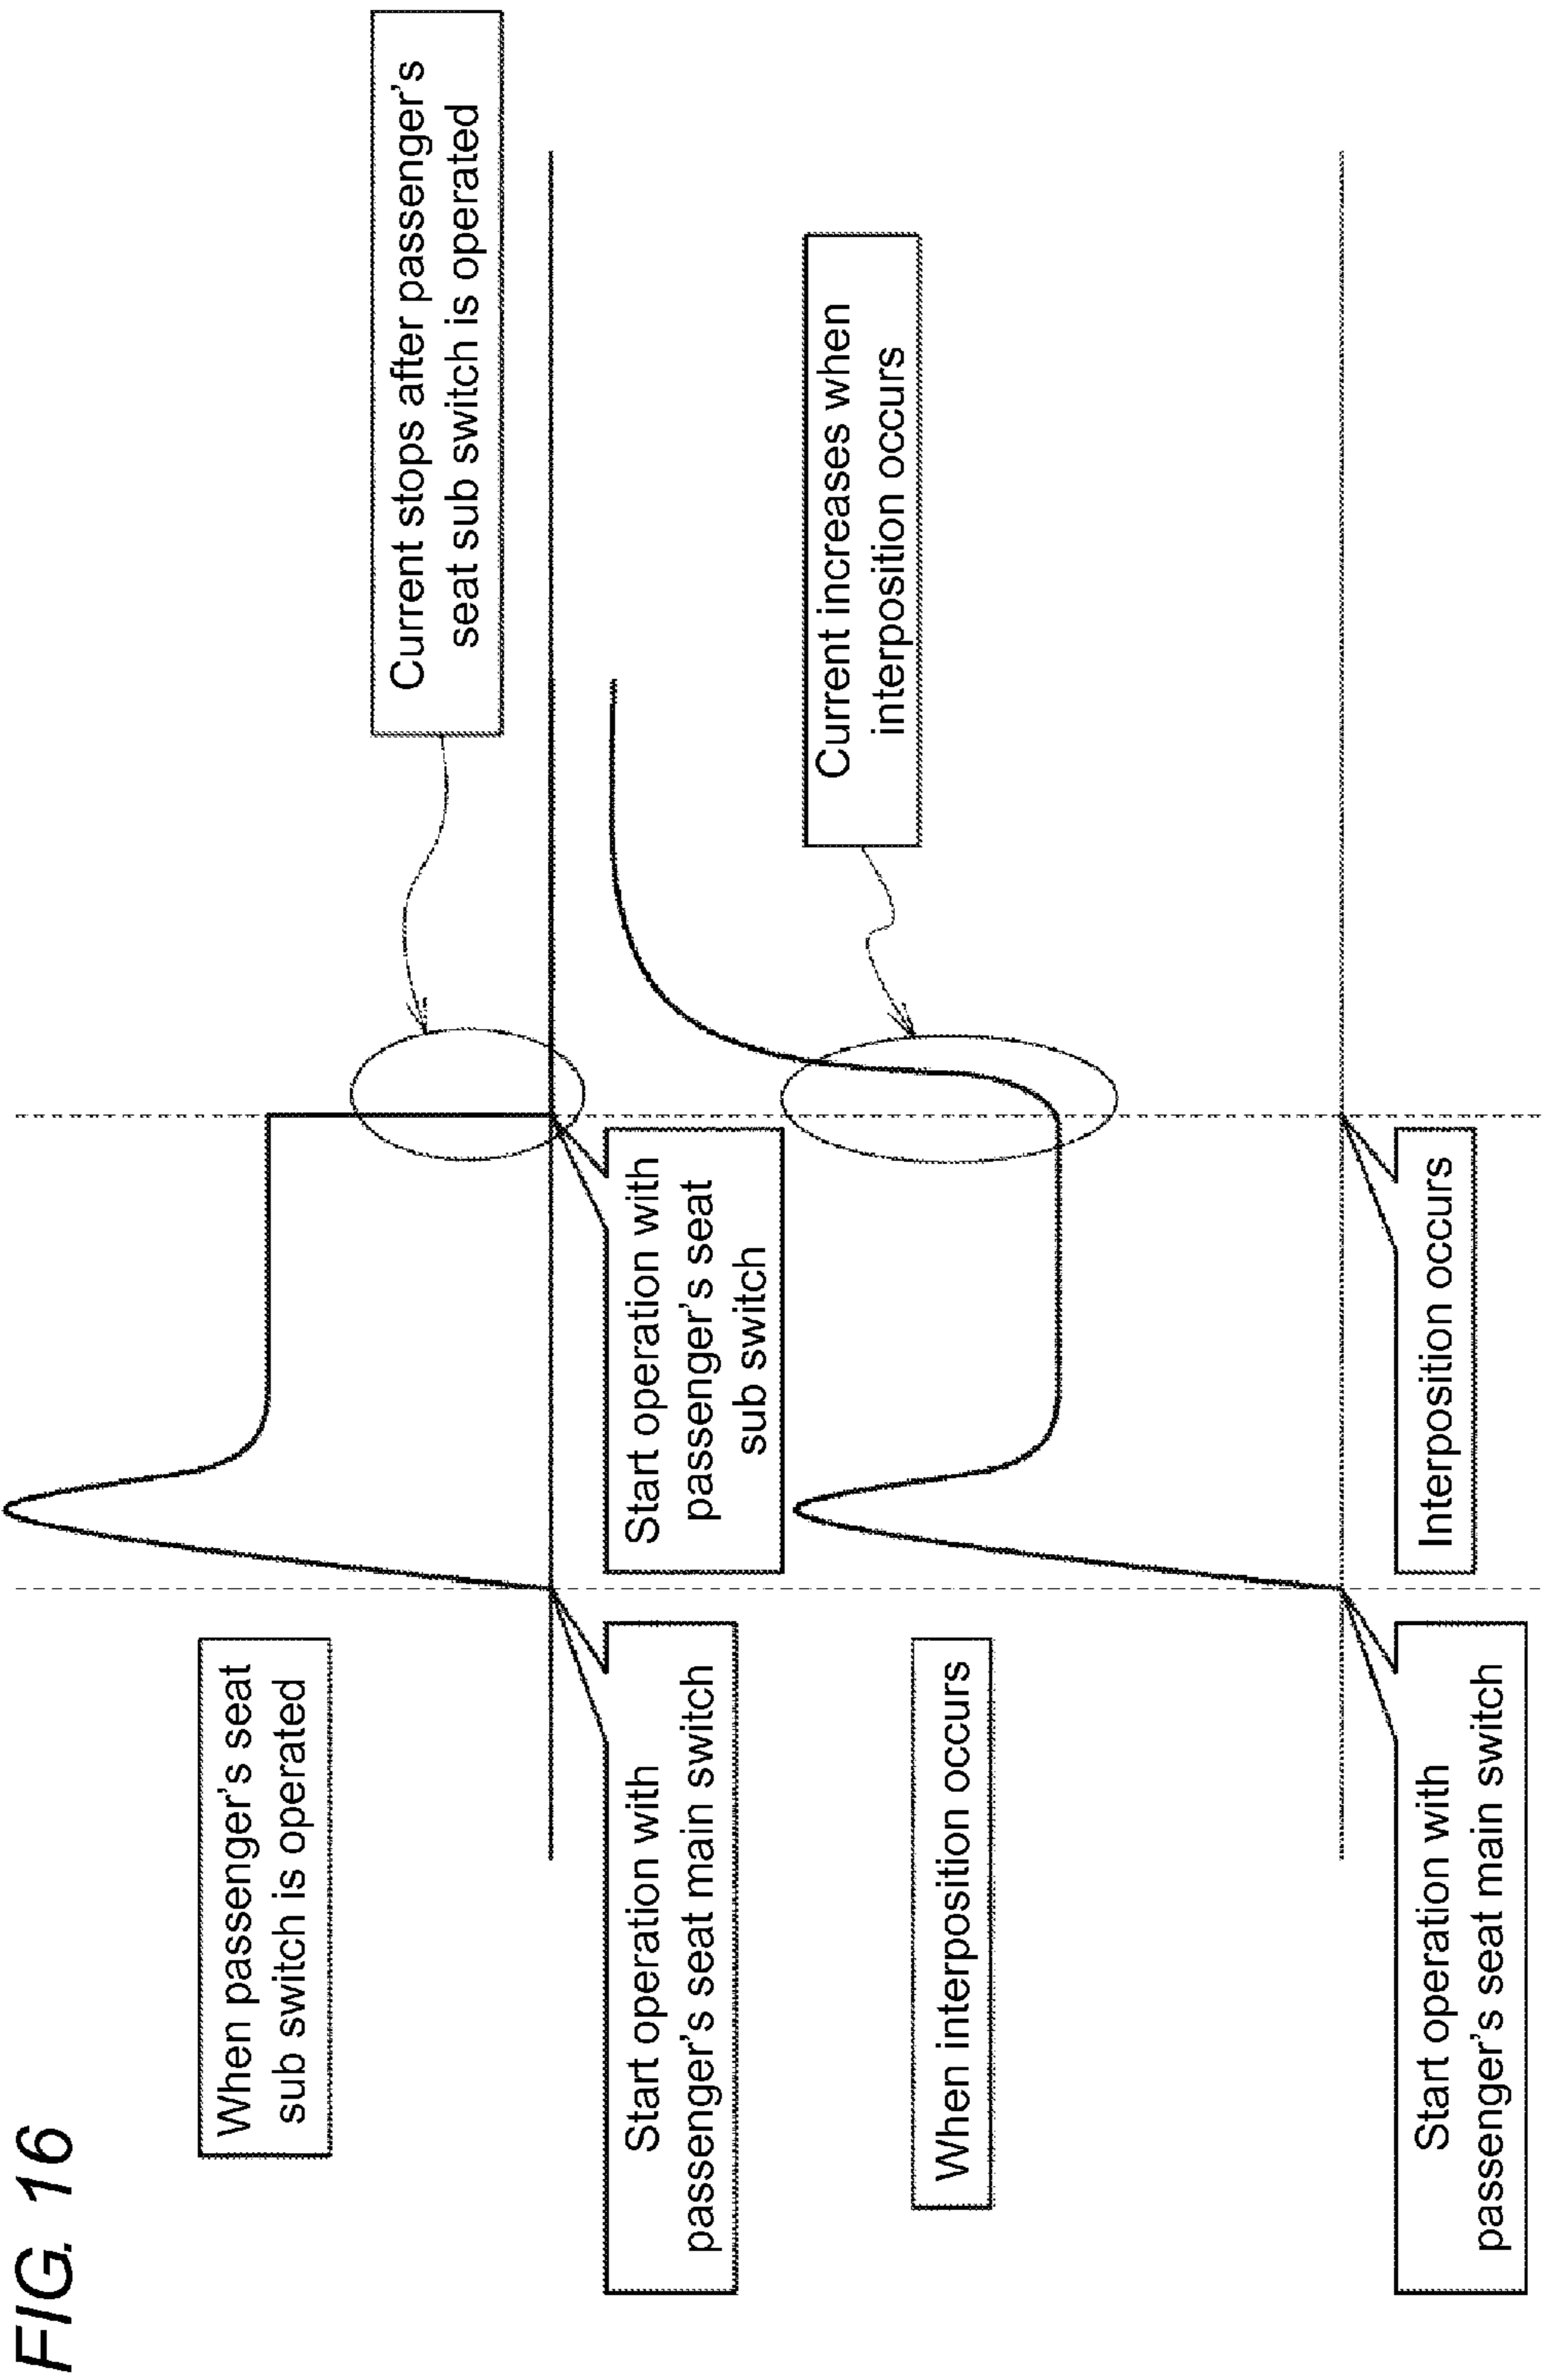 FIG. 16
When passenger's seat
sub switch is operated
Current stops after passenger's
seat sub switch is operated
Start operation with
passenger's seat main switch
Start operation with
passenger's seat
sub switch
When interposition occurs
Current increases when
interposition occurs
Start operation with
passenger's seat main switch
Interposition occurs